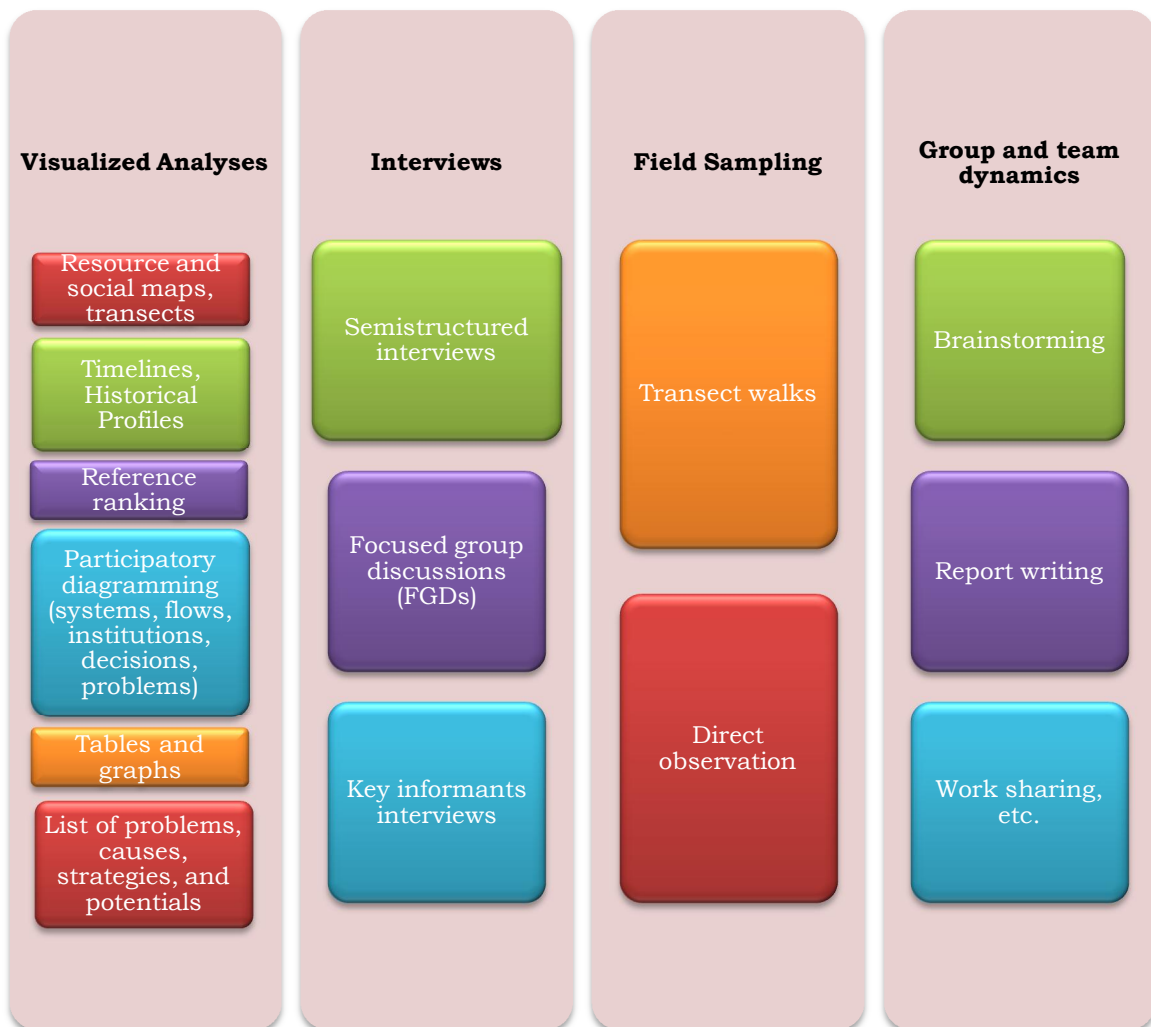 Visualized Analyses
Resource and
social maps,
transects
Timelines,
Historical
Profiles
Reference
ranking
Participatory
diagramming
(systems, flows,
institutions,
decisions,
problems)
Tables and
graphs
List of problems,
causes,
strategies, and
potentials
Interviews
Semistructured
interviews
Focused group
discussions
(FGDs)
Key informants
interviews
Field Sampling
Transect walks
Direct
observation
Group and team
dynamics
Brainstorming
Report writing
Work sharing,
etc.